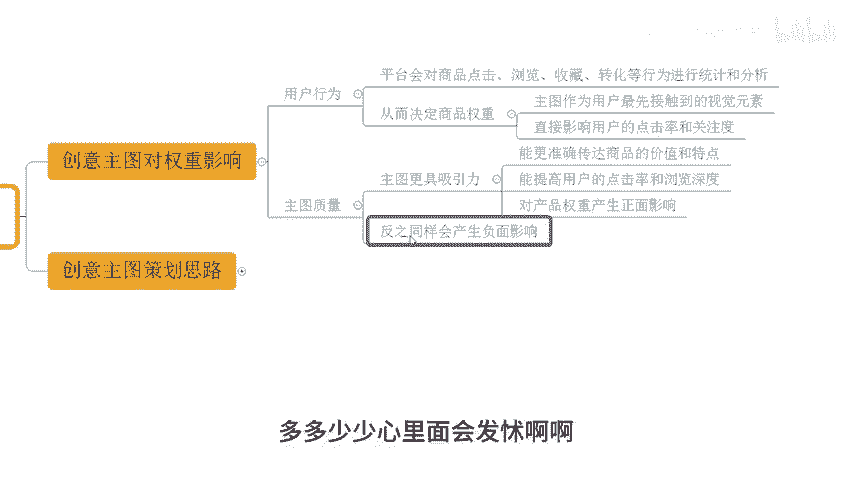 创意主图对权重影响
用户行为
平台会对商品点击、浏览、收藏、转化等行为进行统计和分析
从而决定商品权重
主图作为用户最先接触到的视觉元素
直接影响用户的点击率和关注度
主图质量
主图更具吸引力
能更准确传达商品的价值和特点
能提高用户的点击率和浏览深度
对产品权重产生正面影响
反之同样会产生负面影响
创意主图策划思路
多多少少心里面会发怵啊啊